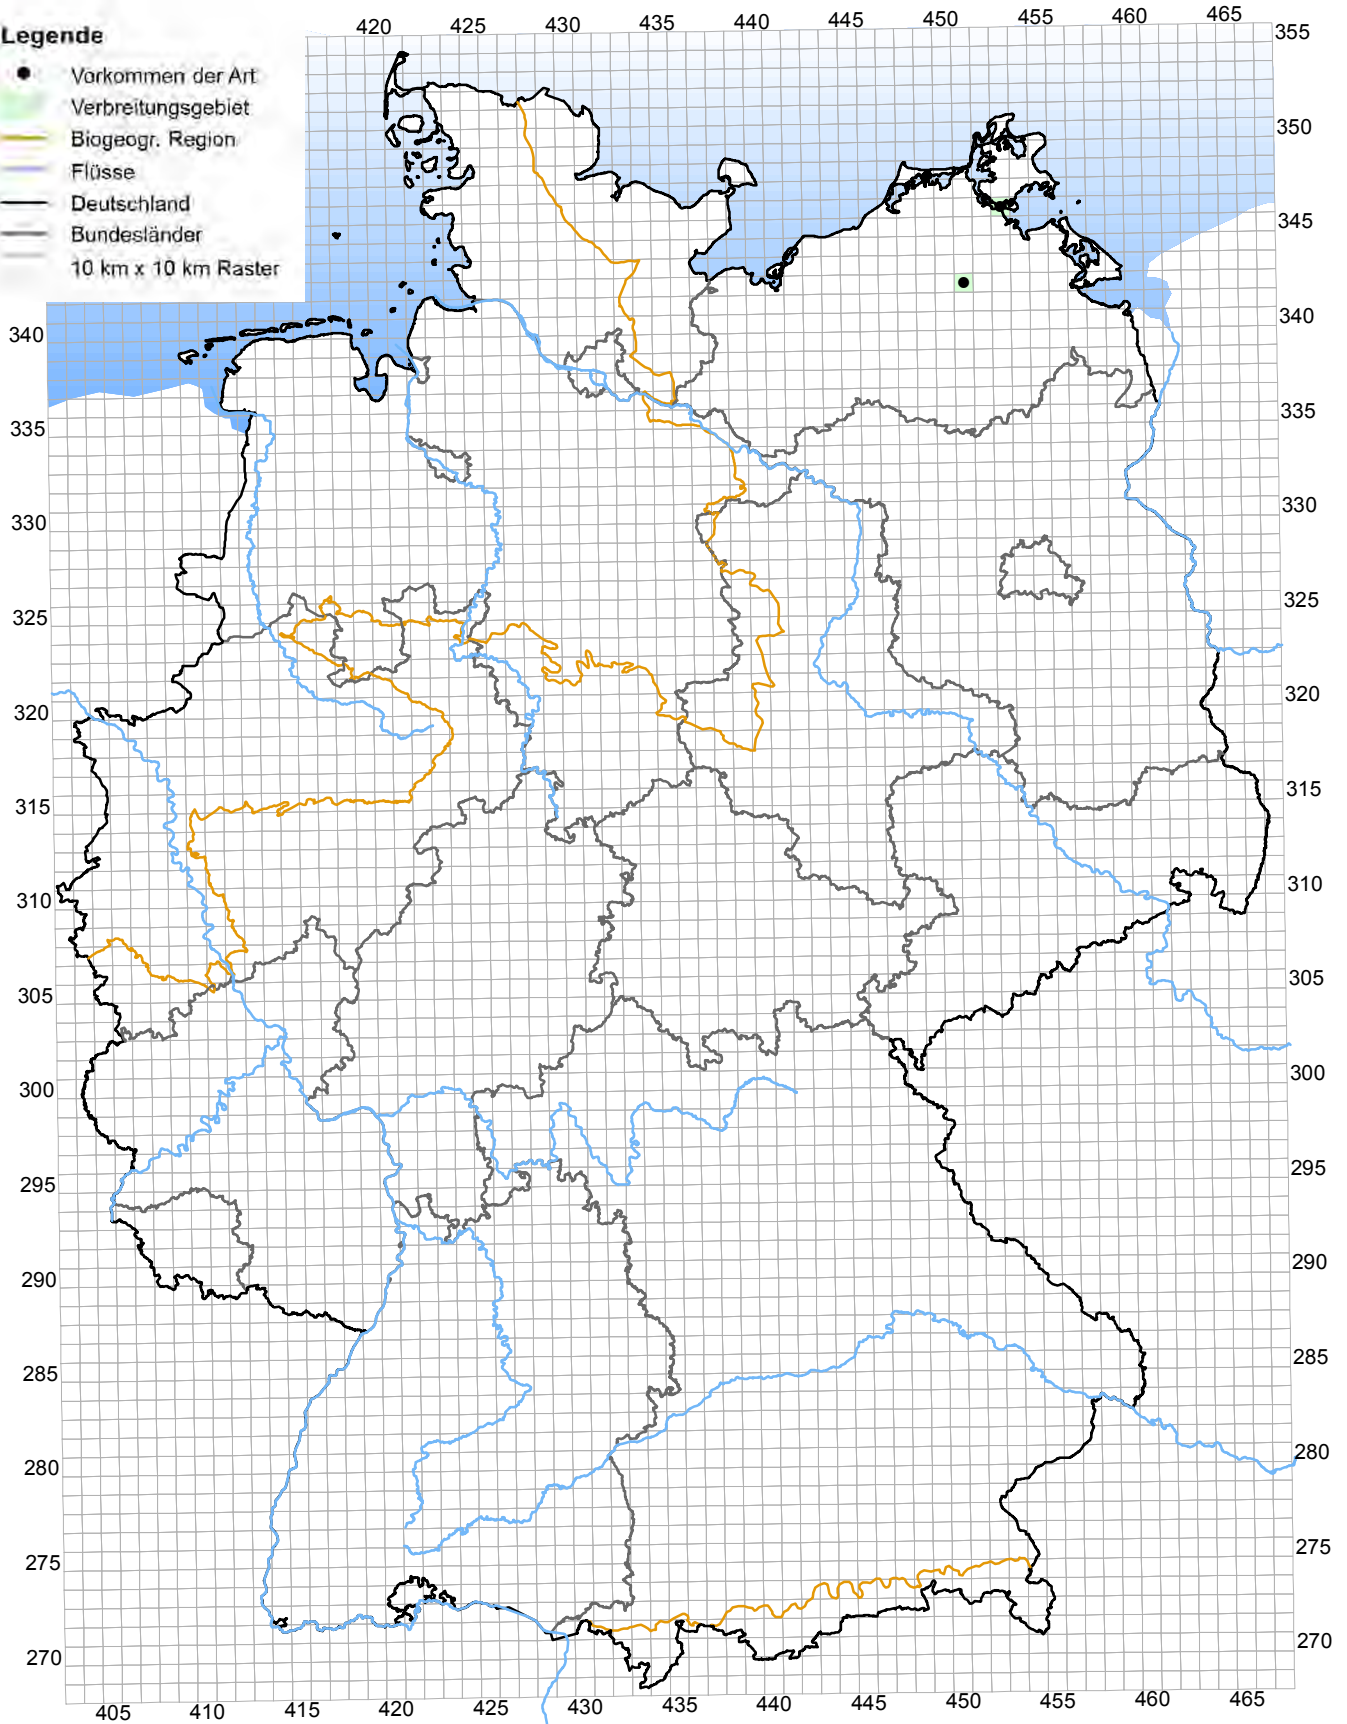 420 425 430 435 440 445 450 455 460 465
355
Legende
Vorkommen der Art
Verbreitungsgebiet
Biogeogr. Region
Flüsse
Deutschland
Bundesländer
10 km x 10 km Raster
350
345
340 340
335 335
330 330
325 325
320 320
315 315
310 310
305 305
300 300
295 295
290 290
285 285
280 280
275 275
270 270
405 410 415 420 425 430 435 440 445 450 455 460 465